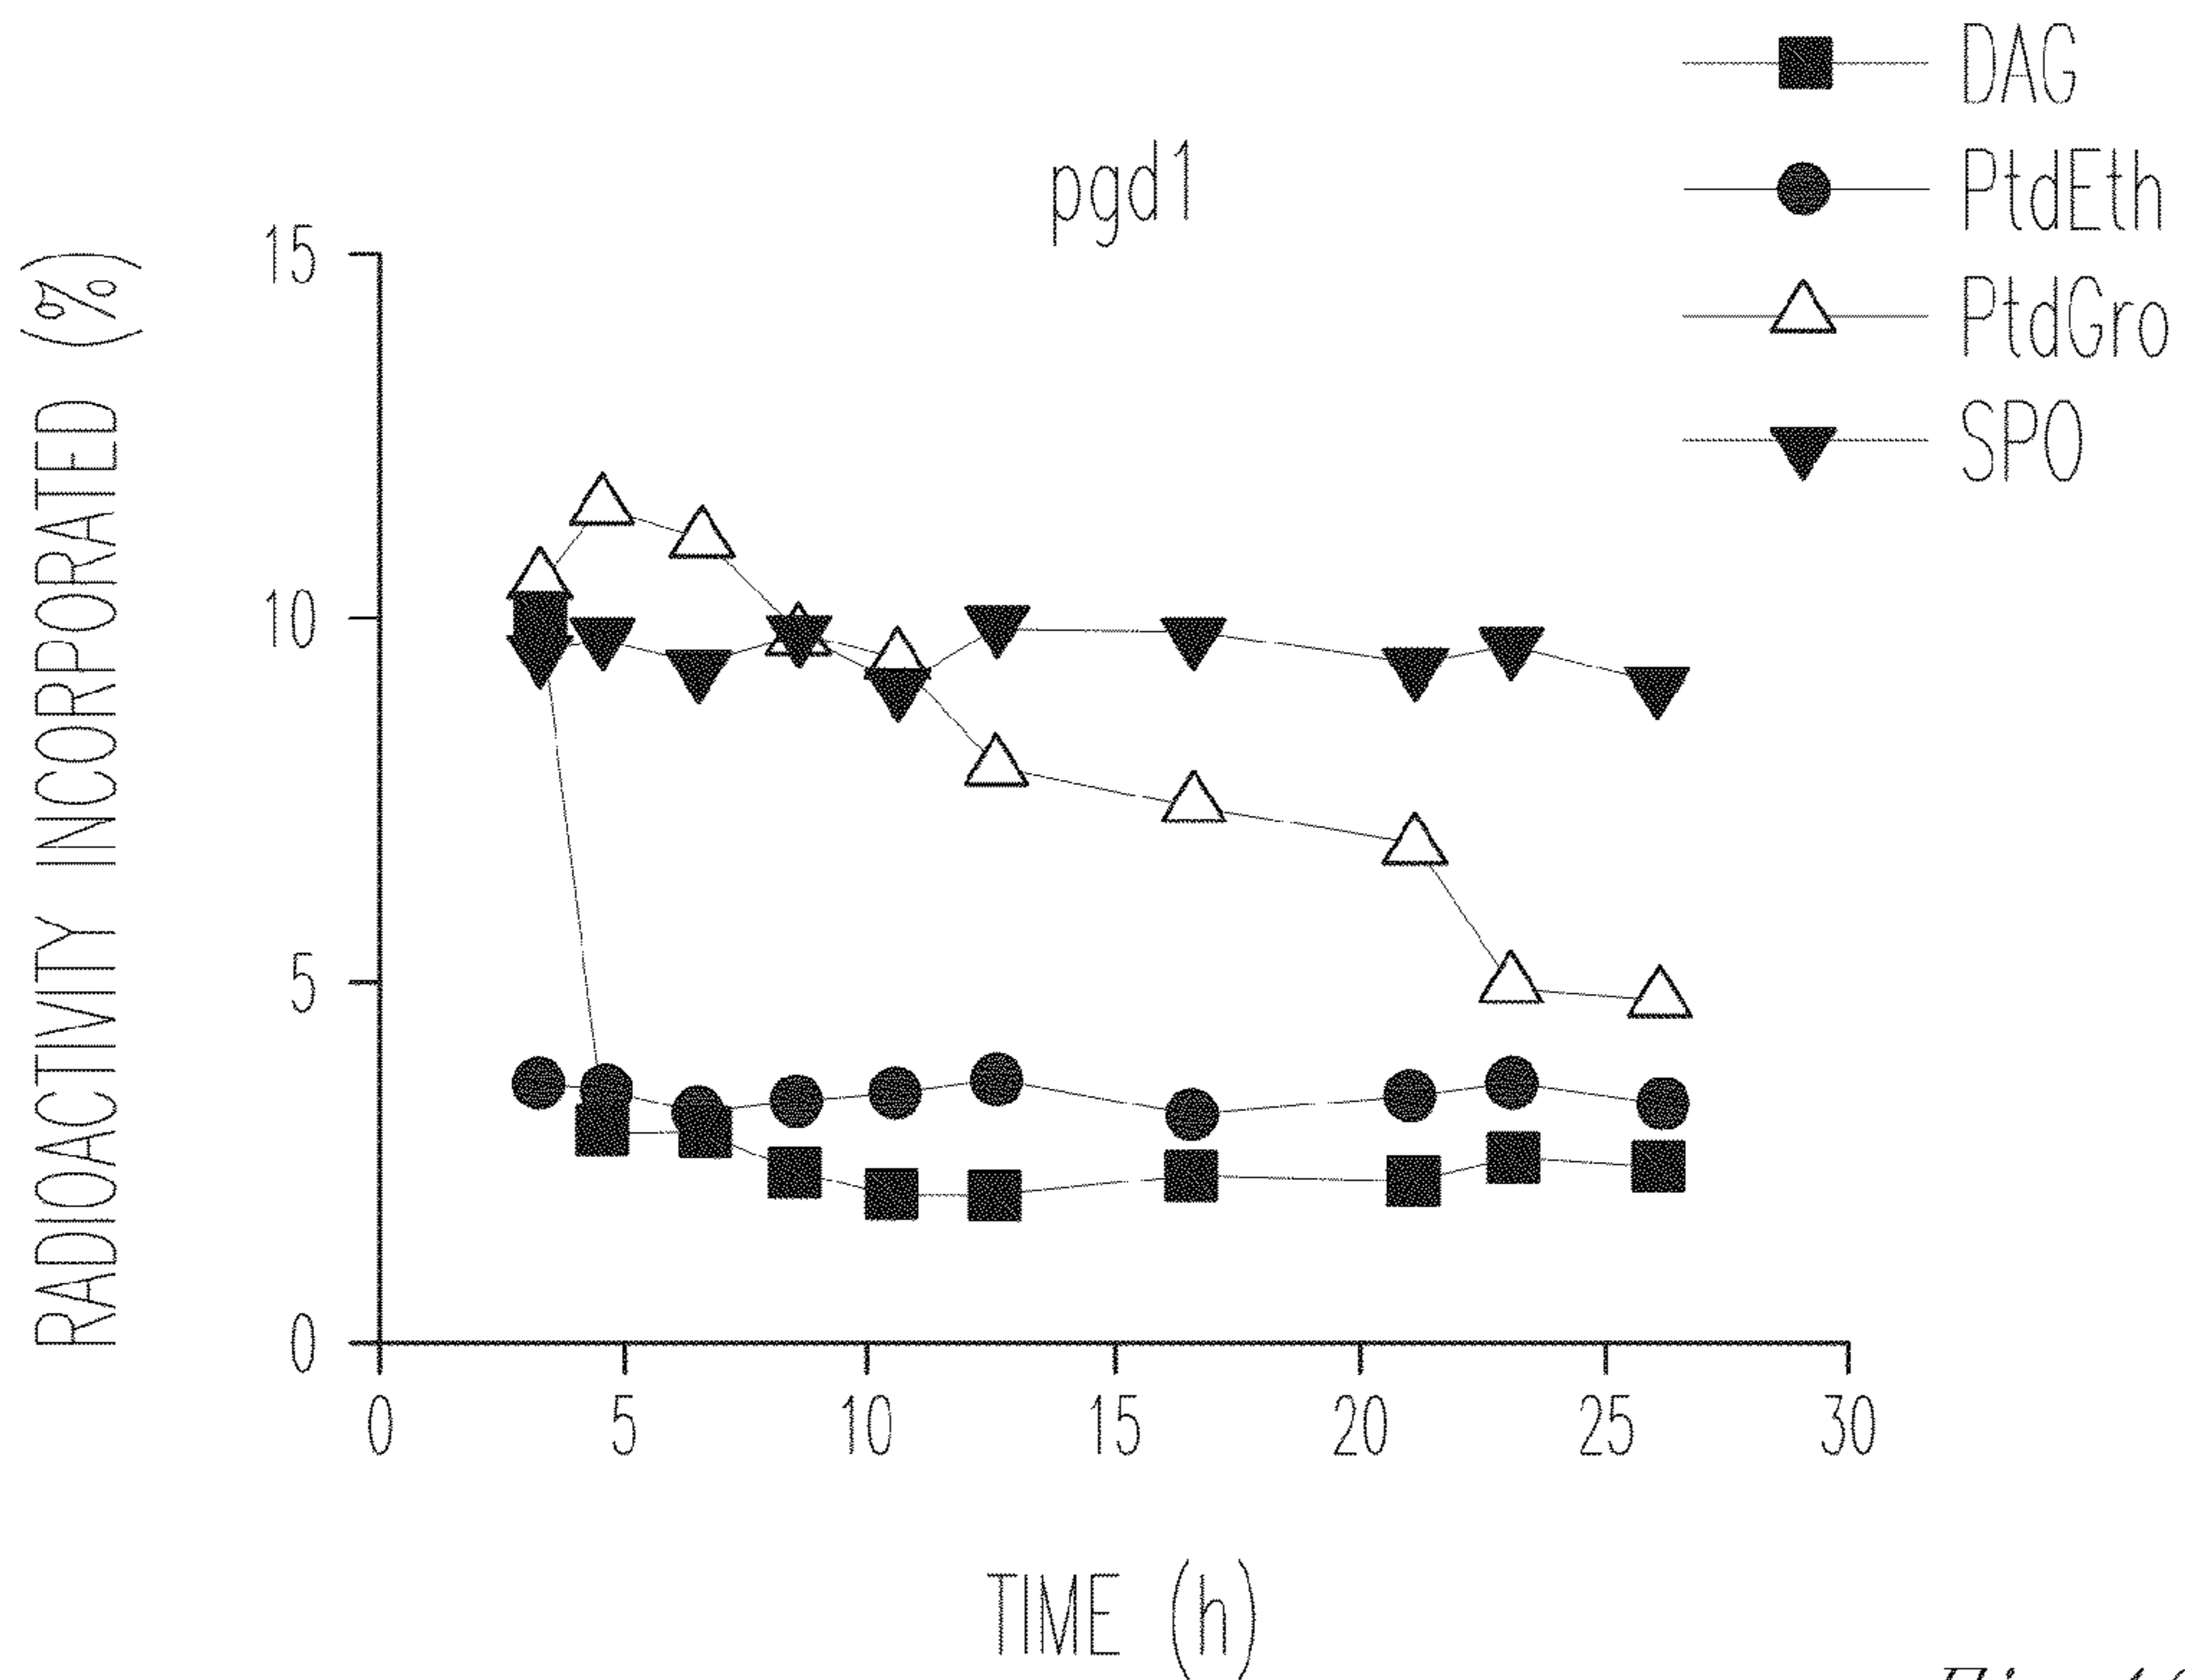 DAG
PtdEth
PtdGro
SPO
pgd1
RADIOACTIVITY INCORPORATED (%)
15
10
5
0
0 5 10 15 20 25 30
TIME (h)